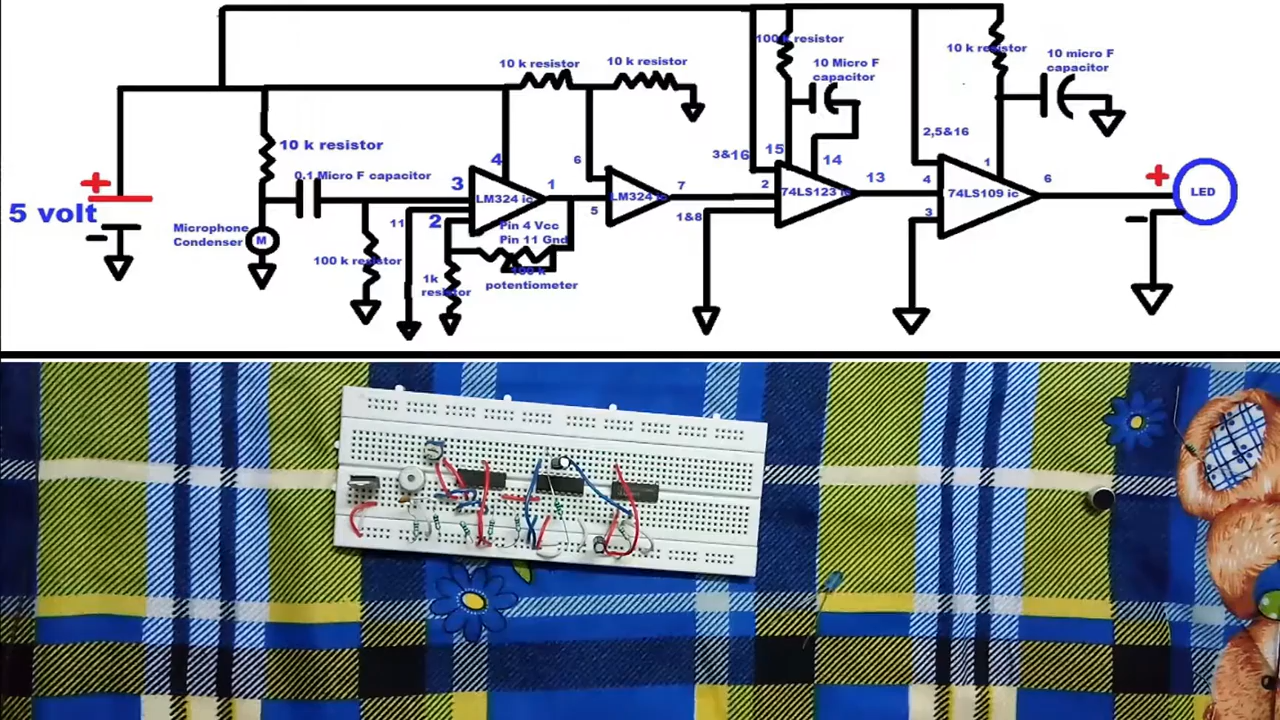 100 k resistor
10 k resistor
10 k resistor
10 k resistor
10 micro F
capacitor
10 Micro F
capacitor
2,5&16
10 k resistor
4
6
3&16
15
14
1
0.1 Micro F capacitor
3
1
7
2
13
4
6
+
+
5 volt
-
LM324 ic
LM324 ic
74LS123 ic
74LS109 ic
LED
-
11
2
5
1&8
3
Microphone
Condenser
M
Pin 4 Vcc
Pin 11 Gnd
100 k resistor
1k
resistor
100 k
potentiometer